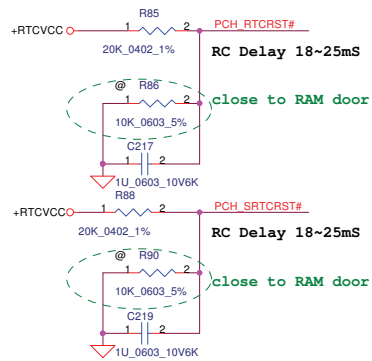 R85
+RTCVCC 1 2 PCH_RTCRST#
20K_0402_1% RC Delay 18~25mS
@ R86
1 2 close to RAM door
10K_0603_5%
C217
1 2
1U_0603_10V6K
R88
+RTCVCC 1 2 PCH_SRTCRST#
20K_0402_1% RC Delay 18~25mS
@ R90
1 2 close to RAM door
10K_0603_5%
C219
1 2
1U_0603_10V6K